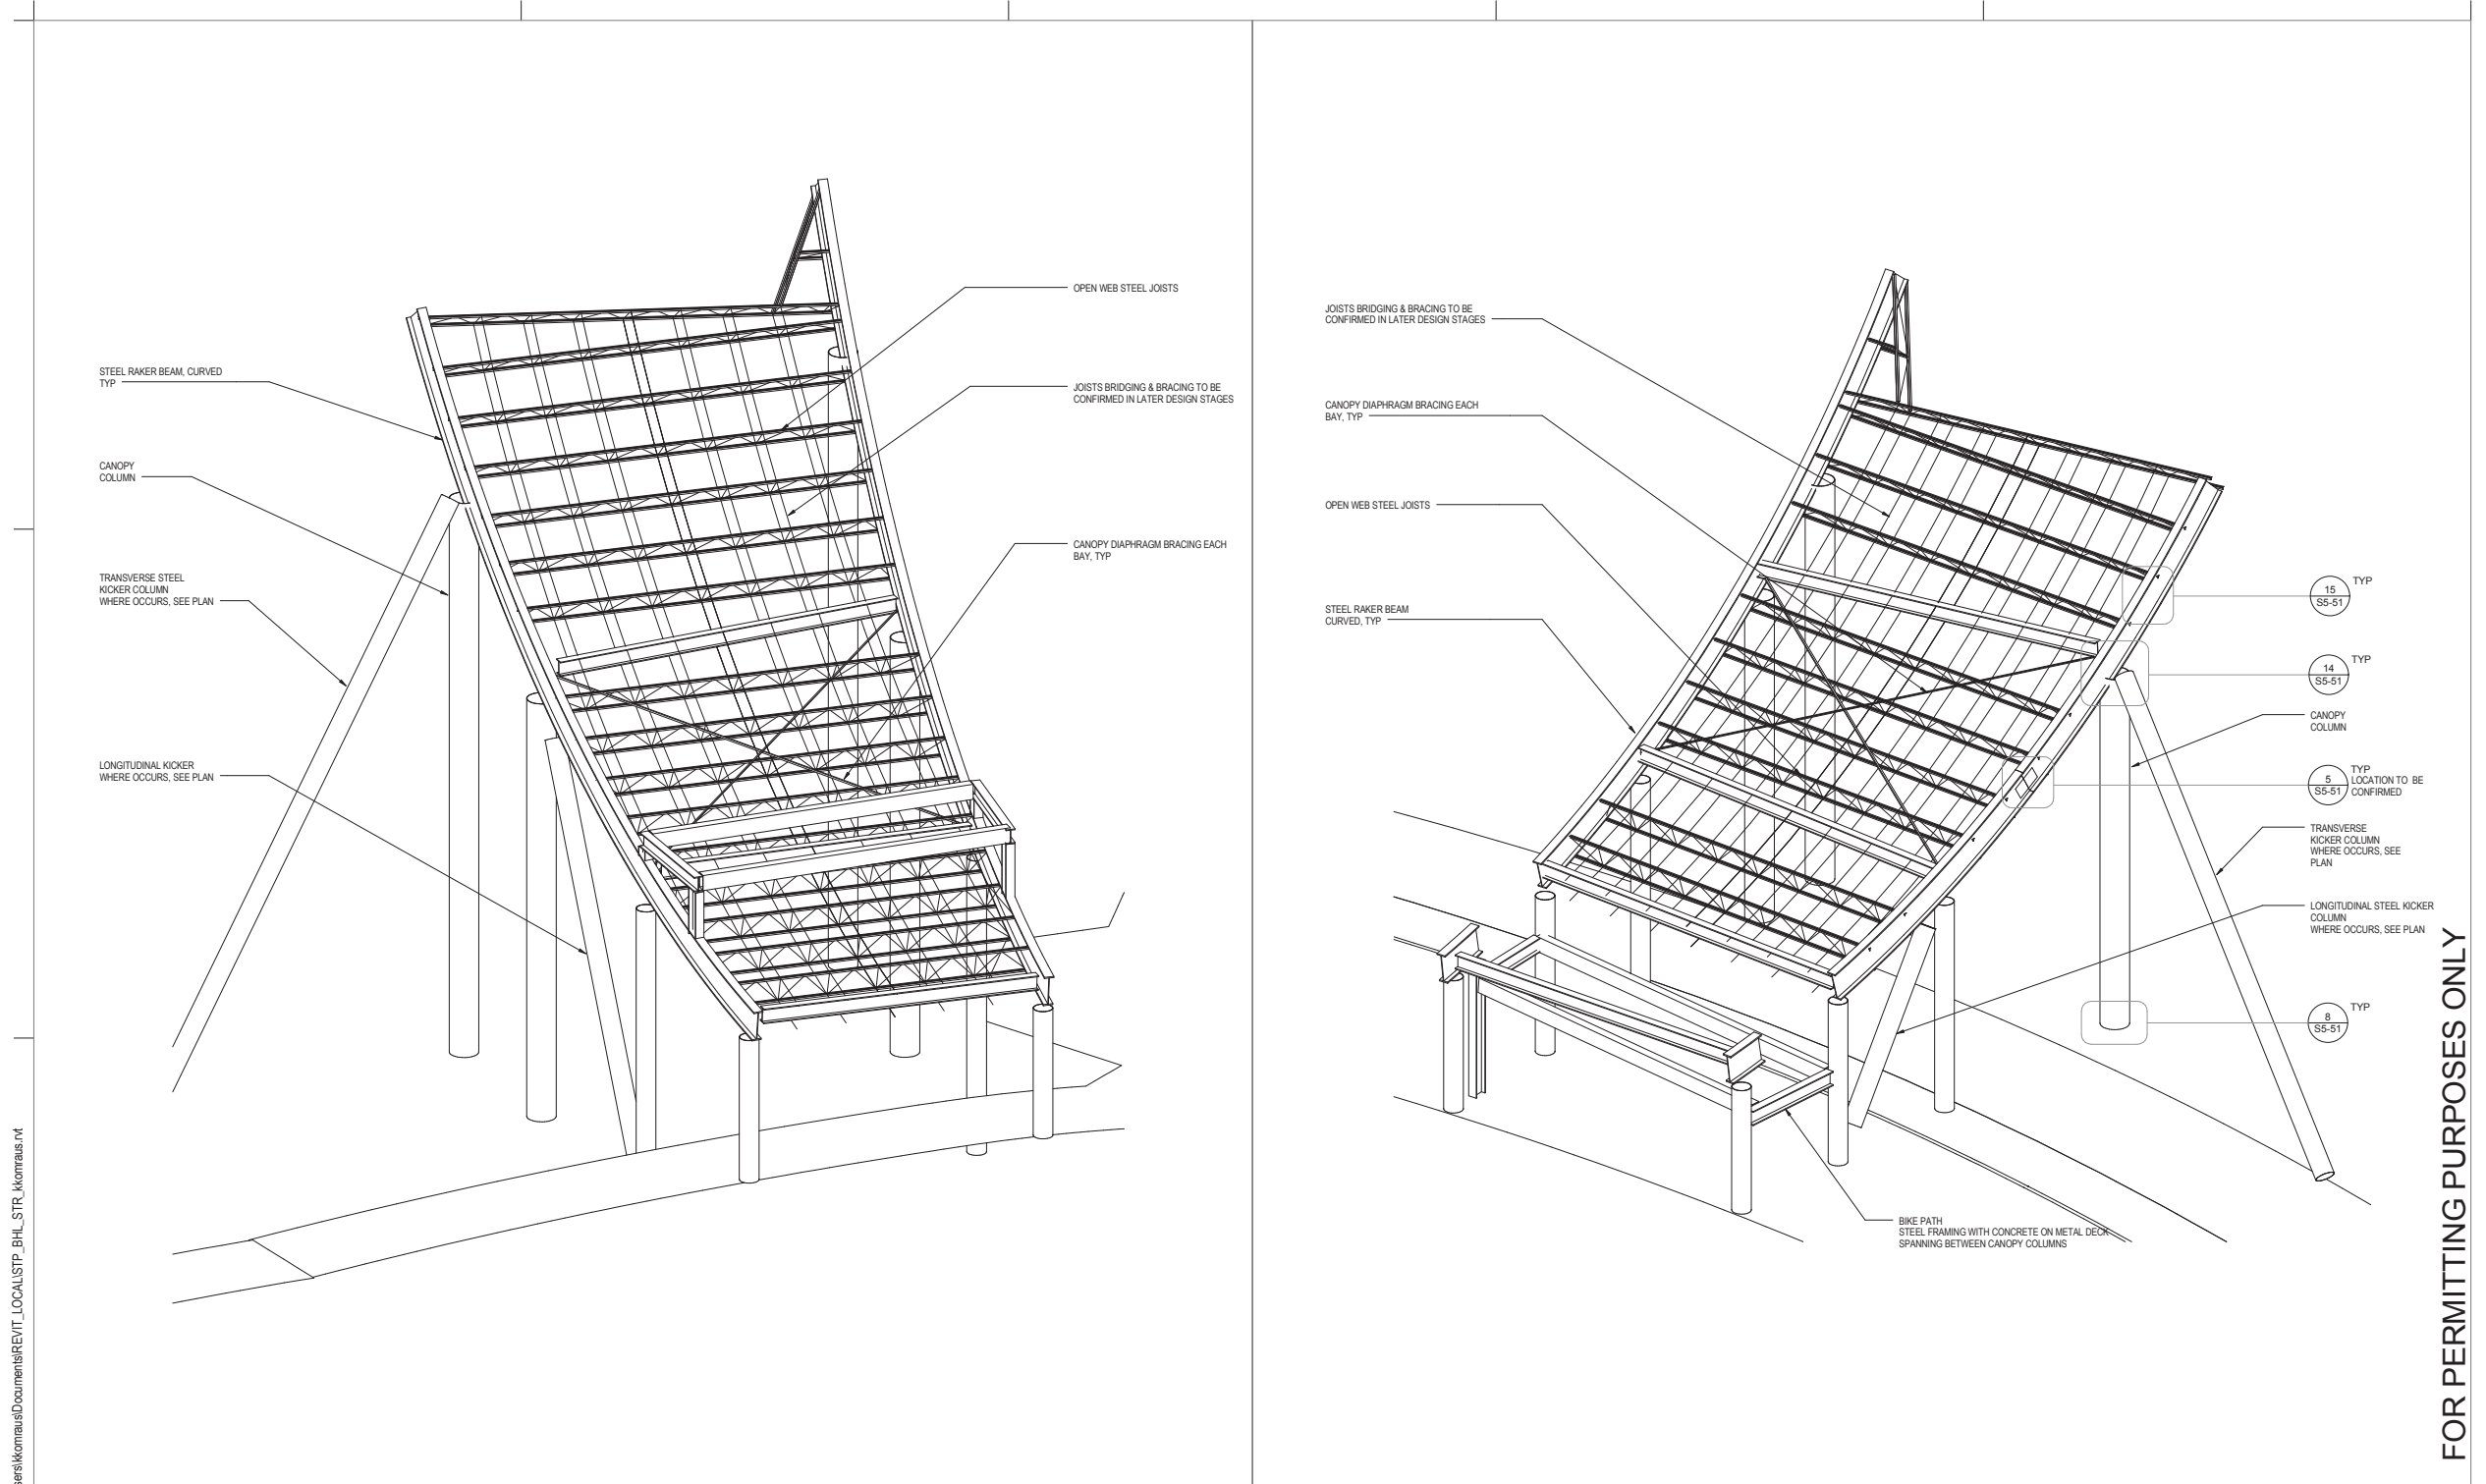 OPEN WEB STEEL JOISTS
STEEL RAKER BEAM, CURVED
TYP
JOISTS BRIDGING & BRACING TO BE
CONFIRMED IN LATER DESIGN STAGES
CANOPY
COLUMN
CANOPY DIAPHRAGM BRACING EACH
BAY, TYP
TRANSVERSE STEEL
KICKER COLUMN
WHERE OCCURS, SEE PLAN
LONGITUDINAL KICKER
WHERE OCCURS, SEE PLAN
JOISTS BRIDGING & BRACING TO BE
CONFIRMED IN LATER DESIGN STAGES
CANOPY DIAPHRAGM BRACING EACH
BAY, TYP
OPEN WEB STEEL JOISTS
STEEL RAKER BEAM
CURVED, TYP
15
S5-51
TYP
14
S5-51
TYP
CANOPY
COLUMN
5
S5-51
TYP
LOCATION TO BE
CONFIRMED
TRANSVERSE
KICKER COLUMN
WHERE OCCURS, SEE
PLAN
LONGITUDINAL STEEL KICKER
COLUMN
WHERE OCCURS, SEE PLAN
8
S5-51
TYP
BIKE PATH
STEEL FRAMING WITH CONCRETE ON METAL DECK
SPANNING BETWEEN CANOPY COLUMNS
sers\kkomraus\Documents\REVIT_LOCAL\STP_BHL_STR_kkomraus.rvt
FOR PERMITTING PURPOSES ONLY